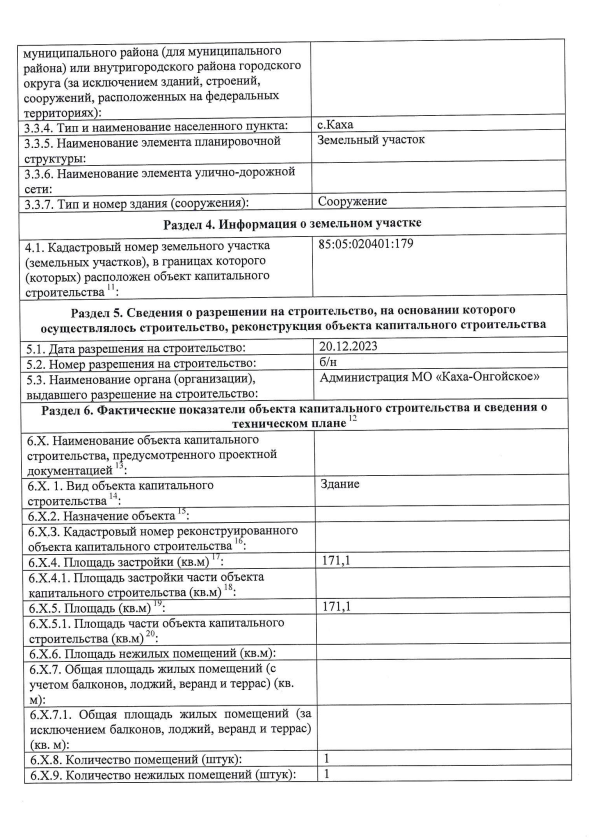 муниципального района (для муниципального
района) или внутригородского района городского
округа (за исключением зданий, строений,
сооружений, расположенных на федеральных
территориях):
3.3.4. Тип и наименование населенного пункта: с.Каха
3.3.5. Наименование элемента планировочной Земельный участок
структуры:
3.3.6. Наименование элемента улично-дорожной
сети:
3.3.7. Тип и номер здания (сооружения): Сооружение
Раздел 4. Информация о земельном участке
4.1. Кадастровый номер земельного участка 85:05:020401:179
(земельных участков), в границах которого
(которых) расположен объект капитального
строительства 11:
Раздел 5. Сведения о разрешении на строительство, на основании которого
осуществлялось строительство, реконструкция объекта капитального строительства
5.1. Дата разрешения на строительство: 20.12.2023
5.2. Номер разрешения на строительство: б/н
5.3. Наименование органа (организации), Администрация МО «Каха-Онгойское»
выдавшего разрешение на строительство:
Раздел 6. Фактические показатели объекта капитального строительства и сведения о
техническом плане 12
6.X. Наименование объекта капитального
строительства, предусмотренного проектной
документацией 13:
6.X. 1. Вид объекта капитального Здание
строительства 14:
6.X.2. Назначение объекта 15:
6.X.3. Кадастровый номер реконструированного
объекта капитального строительства 16:
6.X.4. Площадь застройки (кв.м) 17: 171,1
6.X.4.1. Площадь застройки части объекта
капитального строительства (кв.м) 18:
6.X.5. Площадь (кв.м) 19: 171,1
6.X.5.1. Площадь части объекта капитального
строительства (кв.м) 20:
6.X.6. Площадь нежилых помещений (кв.м):
6.X.7. Общая площадь жилых помещений (с
учетом балконов, лоджий, веранд и террас) (кв.
м):
6.X.7.1. Общая площадь жилых помещений (за
исключением балконов, лоджий, веранд и террас)
(кв. м):
6.X.8. Количество помещений (штук): 1
6.X.9. Количество нежилых помещений (штук): 1